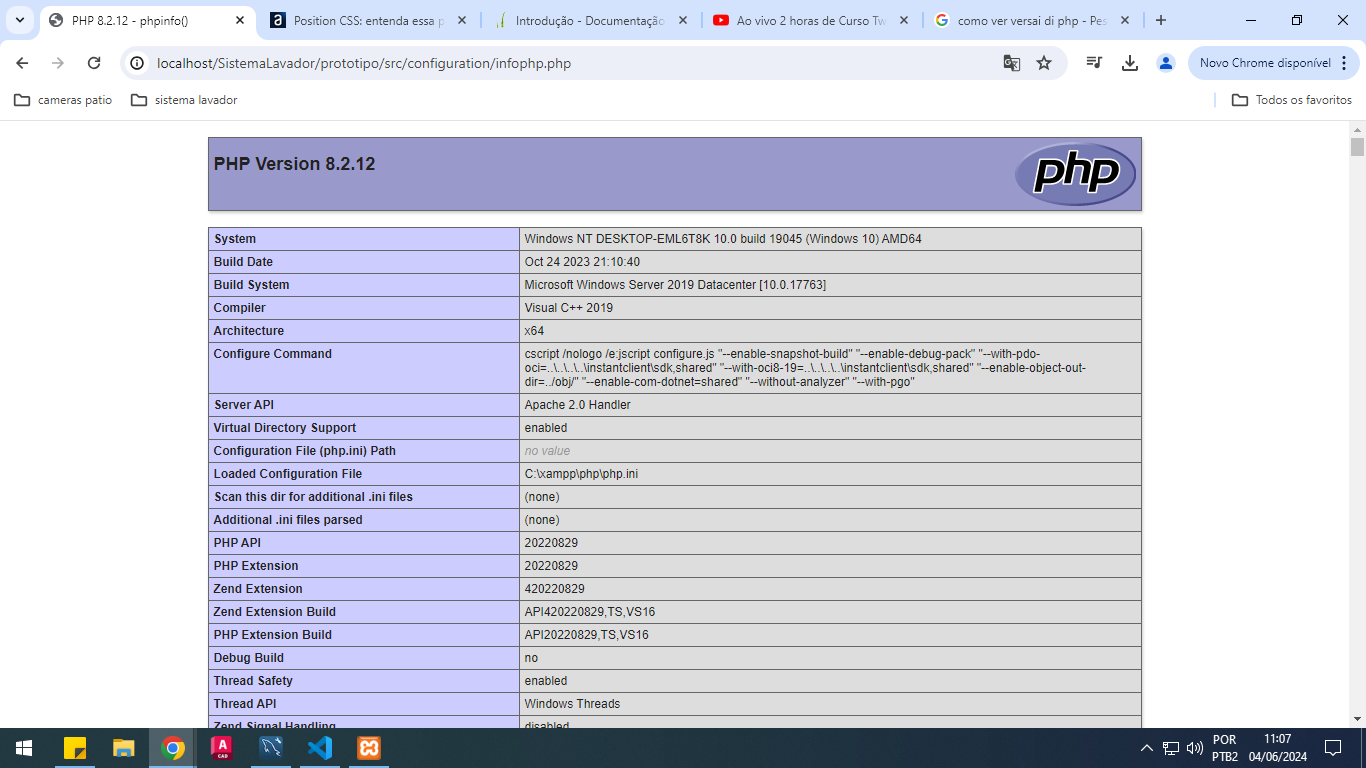 PHP 8.2.12 - phpinfo()
Position CSS: entenda essa p
Introdução - Documentação
Ao vivo 2 horas de Curso Tw
como ver versai di php - Pes
localhost/SistemaLavador/prototipo/src/configuration/infophp.php
Novo Chrome disponível
cameras patio
sistema lavador
Todos os favoritos
PHP Version 8.2.12
php
System Windows NT DESKTOP-EML6T8K 10.0 build 19045 (Windows 10) AMD64
Build Date Oct 24 2023 21:10:40
Build System Microsoft Windows Server 2019 Datacenter [10.0.17763]
Compiler Visual C++ 2019
Architecture x64
Configure Command cscript /nologo /e:jscript configure.js "--enable-snapshot-build" "--enable-debug-pack" "--with-pdo-
oci=..\..\..\..\instantclient\sdk,shared" "--with-oci8-19=..\..\..\..\instantclient\sdk,shared" "--enable-object-out-
dir=../obj/" "--enable-com-dotnet=shared" "--without-analyzer" "--with-pgo"
Server API Apache 2.0 Handler
Virtual Directory Support enabled
Configuration File (php.ini) Path no value
Loaded Configuration File C:\xampp\php\php.ini
Scan this dir for additional .ini files (none)
Additional .ini files parsed (none)
PHP API 20220829
PHP Extension 20220829
Zend Extension 420220829
Zend Extension Build API420220829,TS,VS16
PHP Extension Build API20220829,TS,VS16
Debug Build no
Thread Safety enabled
Thread API Windows Threads
Zend Signal Handling disabled
A
CAD
POR
PTB2
11:07
04/06/2024